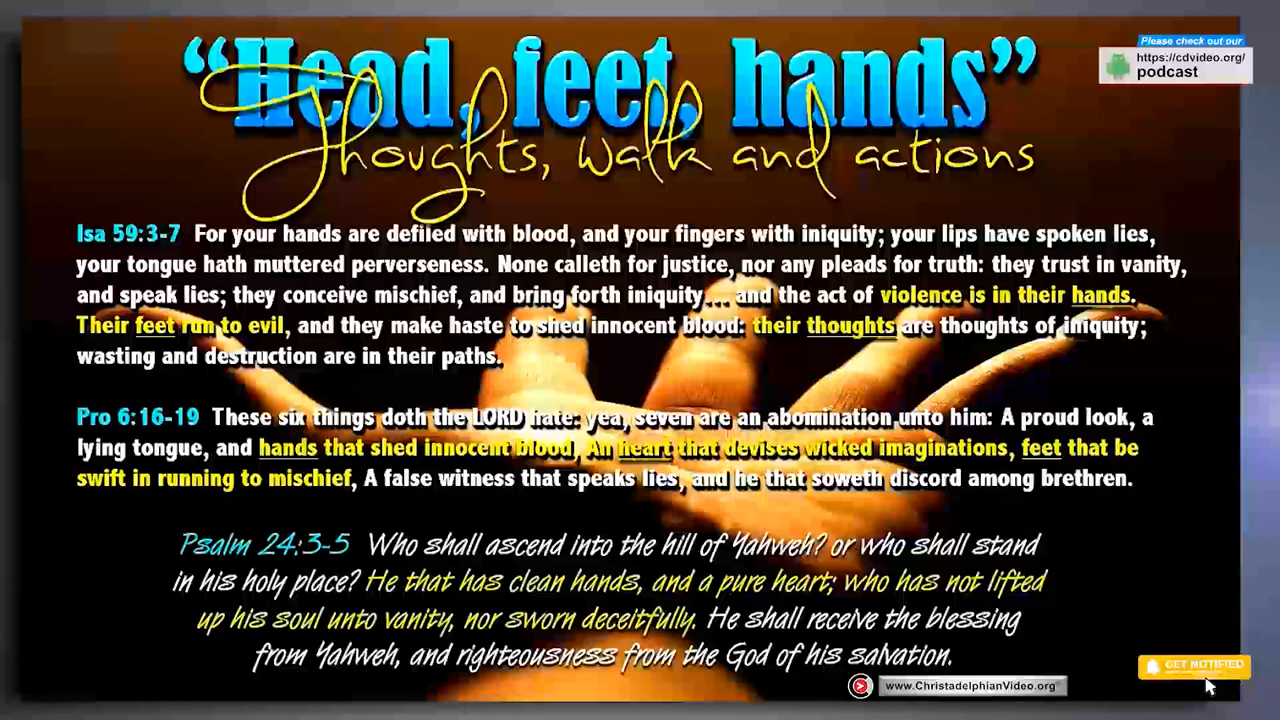 Please check out our
https://cdvideo.org/
podcast
“Head, feet, hands”
Thoughts, walk and actions
Isa 59:3-7 For your hands are defiled with blood, and your fingers with iniquity; your lips have spoken lies,
your tongue hath muttered perverseness. None calleth for justice, nor any pleads for truth: they trust in vanity,
and speak lies; they conceive mischief, and bring forth iniquity... and the act of violence is in their hands.
Their feet run to evil, and they make haste to shed innocent blood: their thoughts are thoughts of iniquity;
wasting and destruction are in their paths.
Pro 6:16-19 These six things doth the LORD hate: yea, seven are an abomination unto him: A proud look, a
lying tongue, and hands that shed innocent blood, An heart that devises wicked imaginations, feet that be
swift in running to mischief, A false witness that speaks lies, and he that soweth discord among brethren.
Psalm 24:3-5 Who shall ascend into the hill of Yahweh? or who shall stand
in his holy place? He that has clean hands, and a pure heart; who has not lifted
up his soul unto vanity, nor sworn deceitfully. He shall receive the blessing
from Yahweh, and righteousness from the God of his salvation.
GET NOTIFIED
www.ChristadelphianVideo.org